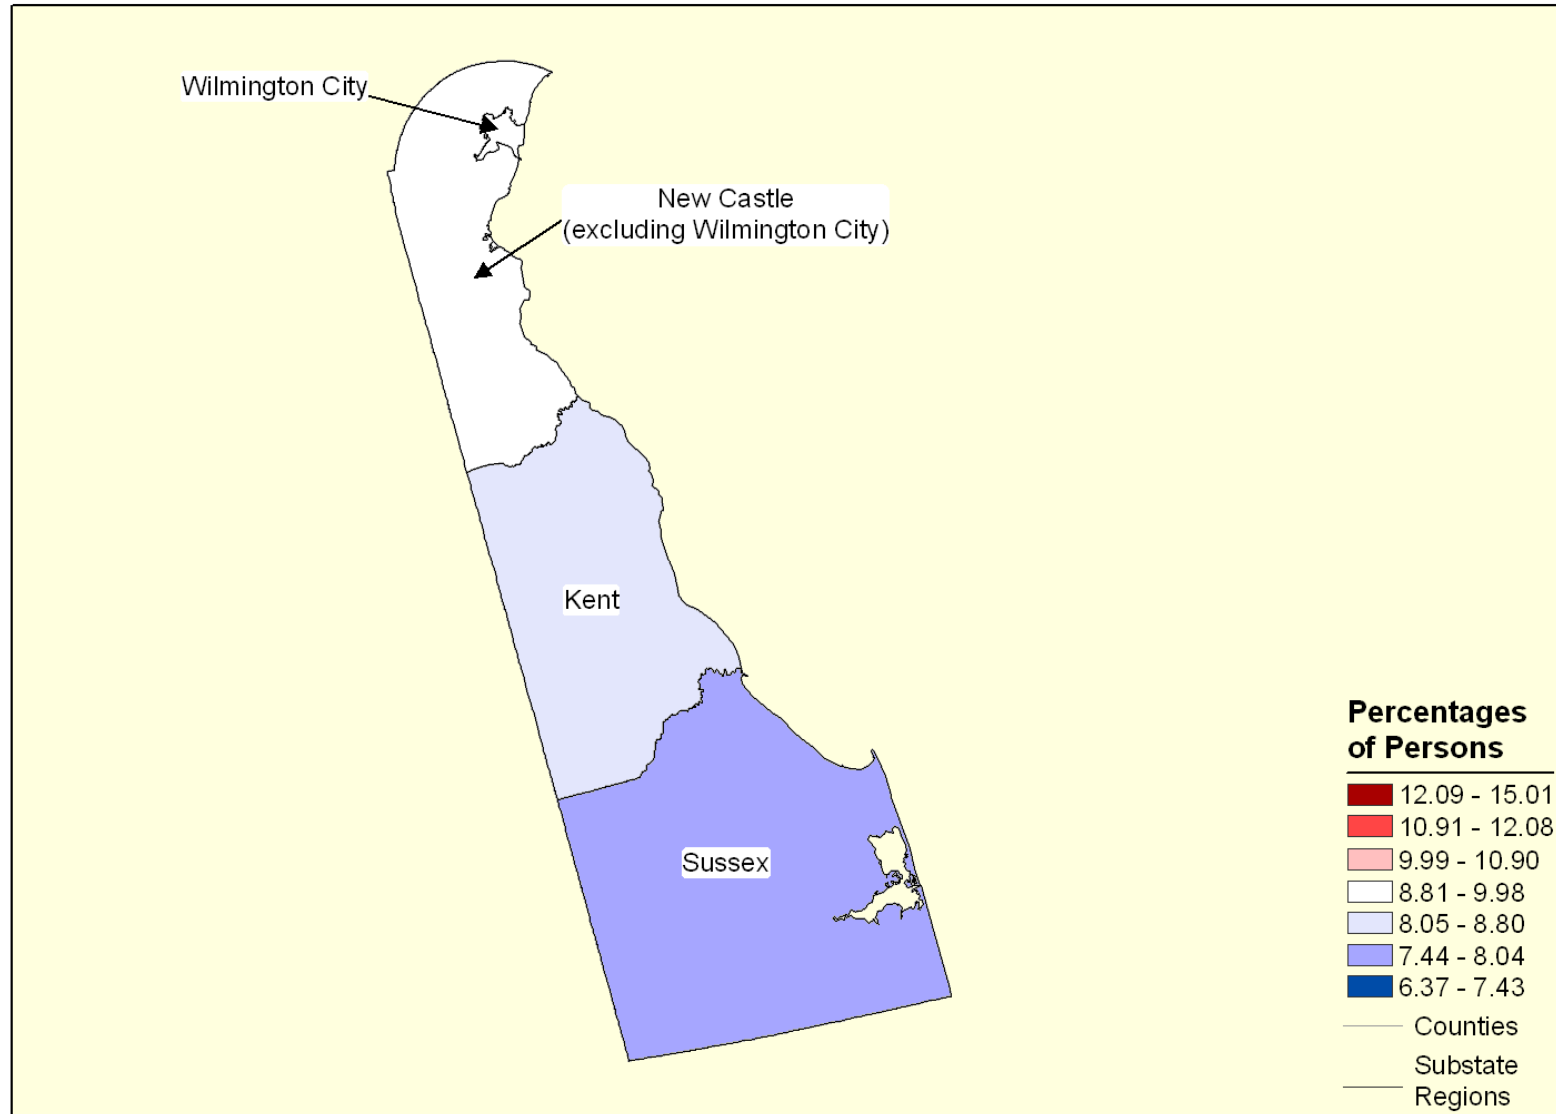 Wilmington City
New Castle
(excluding Wilmington City)
Kent
Sussex
Percentages
of Persons
12.09 - 15.01
10.91 - 12.08
9.99 - 10.90
8.81 - 9.98
8.05 - 8.80
7.44 - 8.04
6.37 - 7.43
Counties
Substate
Regions